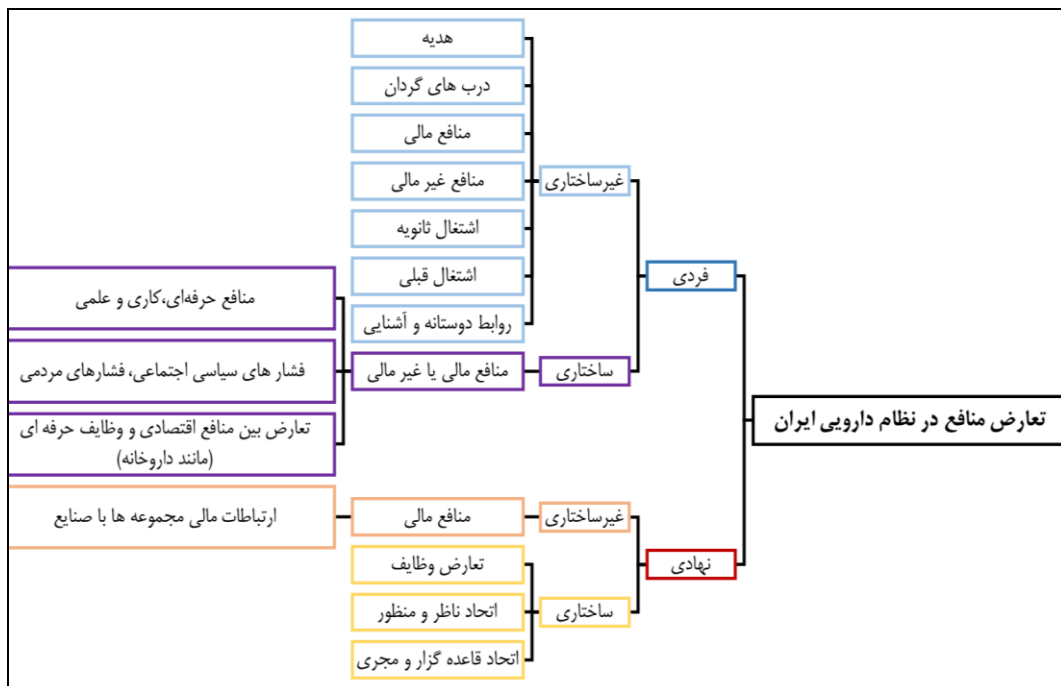 تعارض منافع در نظام دارویی ایران
فردی
غیرساختاری
هدیه
درب های گردان
منافع مالی
منافع غیر مالی
اشتغال ثانویه
اشتغال قبلی
روابط دوستانه و آشنایی
ساختاری
منافع مالی یا غیر مالی
منافع حرفه‌ای،کاری و علمی
فشار های سیاسی اجتماعی، فشارهای مردمی
تعارض بین منافع اقتصادی و وظایف حرفه ای
(مانند داروخانه)
نهادی
غیرساختاری
منافع مالی
ارتباطات مالی مجموعه ها با صنایع
ساختاری
تعارض وظایف
اتحاد ناظر و منظور
اتحاد قاعده گزار و مجری